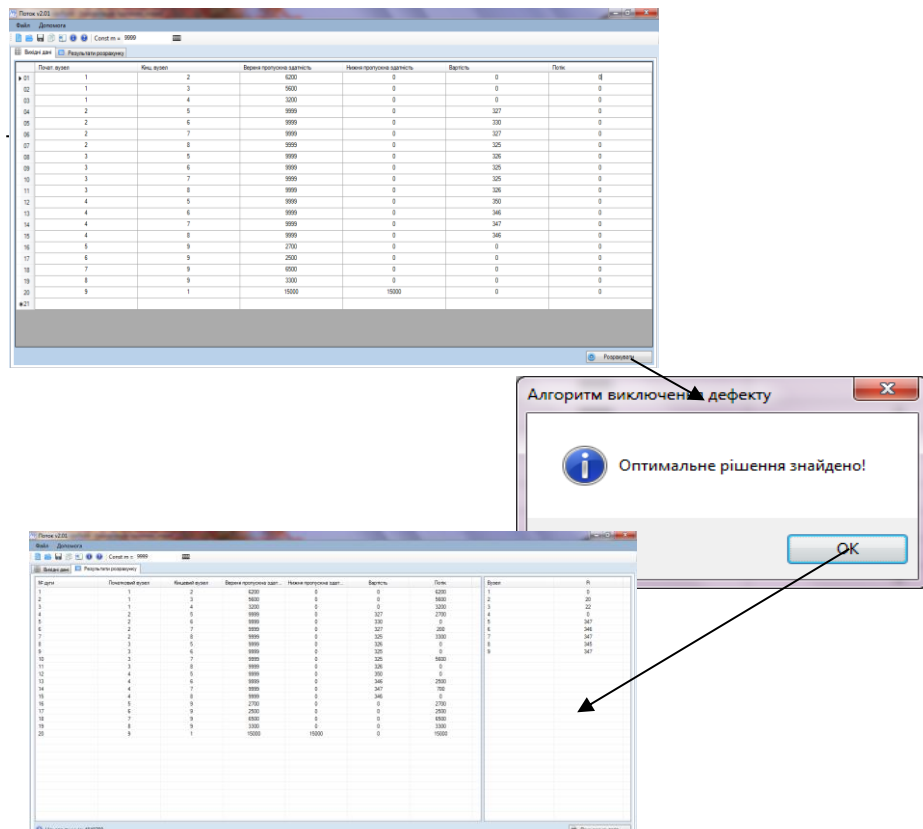 Поток v2.01
Файл Допомога
Const m = 9999
Вхідні дані Результати розрахунку
Почат. вузел Кінц. вузел Верхня пропускна здатність Нижня пропускна здатність Вартість Потік
01 1 2 6200 0 0 0
02 1 3 5600 0 0 0
03 1 4 3200 0 0 0
04 2 5 9999 0 327 0
05 2 6 9999 0 330 0
06 2 7 9999 0 327 0
07 2 8 9999 0 325 0
08 3 5 9999 0 326 0
09 3 6 9999 0 325 0
10 3 7 9999 0 325 0
11 3 8 9999 0 326 0
12 4 5 9999 0 350 0
13 4 6 9999 0 346 0
14 4 7 9999 0 347 0
15 4 8 9999 0 346 0
16 5 9 2700 0 0 0
17 6 9 2500 0 0 0
18 7 9 6500 0 0 0
19 8 9 3300 0 0 0
20 9 1 15000 15000 0 0
21
Розрахувати
Алгоритм виключення дефекту
Оптимальне рішення знайдено!
OK
Поток v2.01
Файл Допомога
Const m = 9999
Вхідні дані Результати розрахунку
№ дуги Початковий вузел Кінцевий вузел Верхня пропускна здат... Нижня пропускна здат... Вартість Потік Вузел Pi
1 1 2 6200 0 0 6200 1 0
2 1 3 5600 0 0 5600 2 20
3 1 4 3200 0 0 3200 3 22
4 2 5 9999 0 327 2700 4 0
5 2 6 9999 0 330 0 5 347
6 2 7 9999 0 327 200 6 346
7 2 8 9999 0 325 3300 7 347
8 3 5 9999 0 326 0 8 345
9 3 6 9999 0 325 0 9 347
10 3 7 9999 0 325 5600
11 3 8 9999 0 326 0
12 4 5 9999 0 350 0
13 4 6 9999 0 346 2500
14 4 7 9999 0 347 700
15 4 8 9999 0 346 0
16 5 9 2700 0 0 2700
17 6 9 2500 0 0 2500
18 7 9 6500 0 0 6500
19 8 9 3300 0 0 3300
20 9 1 15000 15000 0 15000